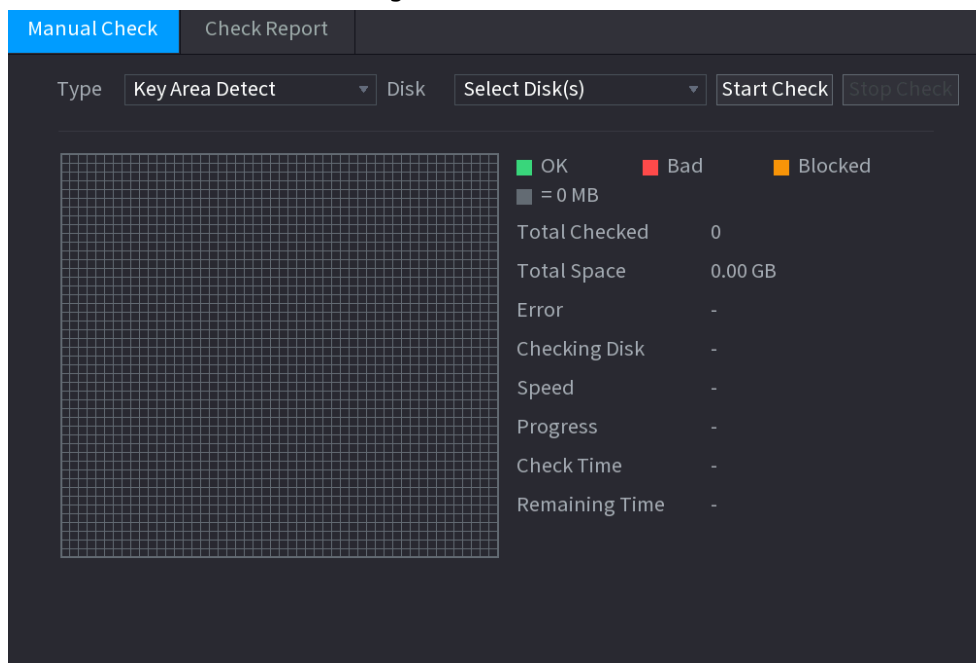 Manual Check Check Report
Type Key Area Detect Disk Select Disk(s) Start Check Stop Check
OK Bad Blocked
= 0 MB
Total Checked 0
Total Space 0.00 GB
Error -
Checking Disk -
Speed -
Progress -
Check Time -
Remaining Time -